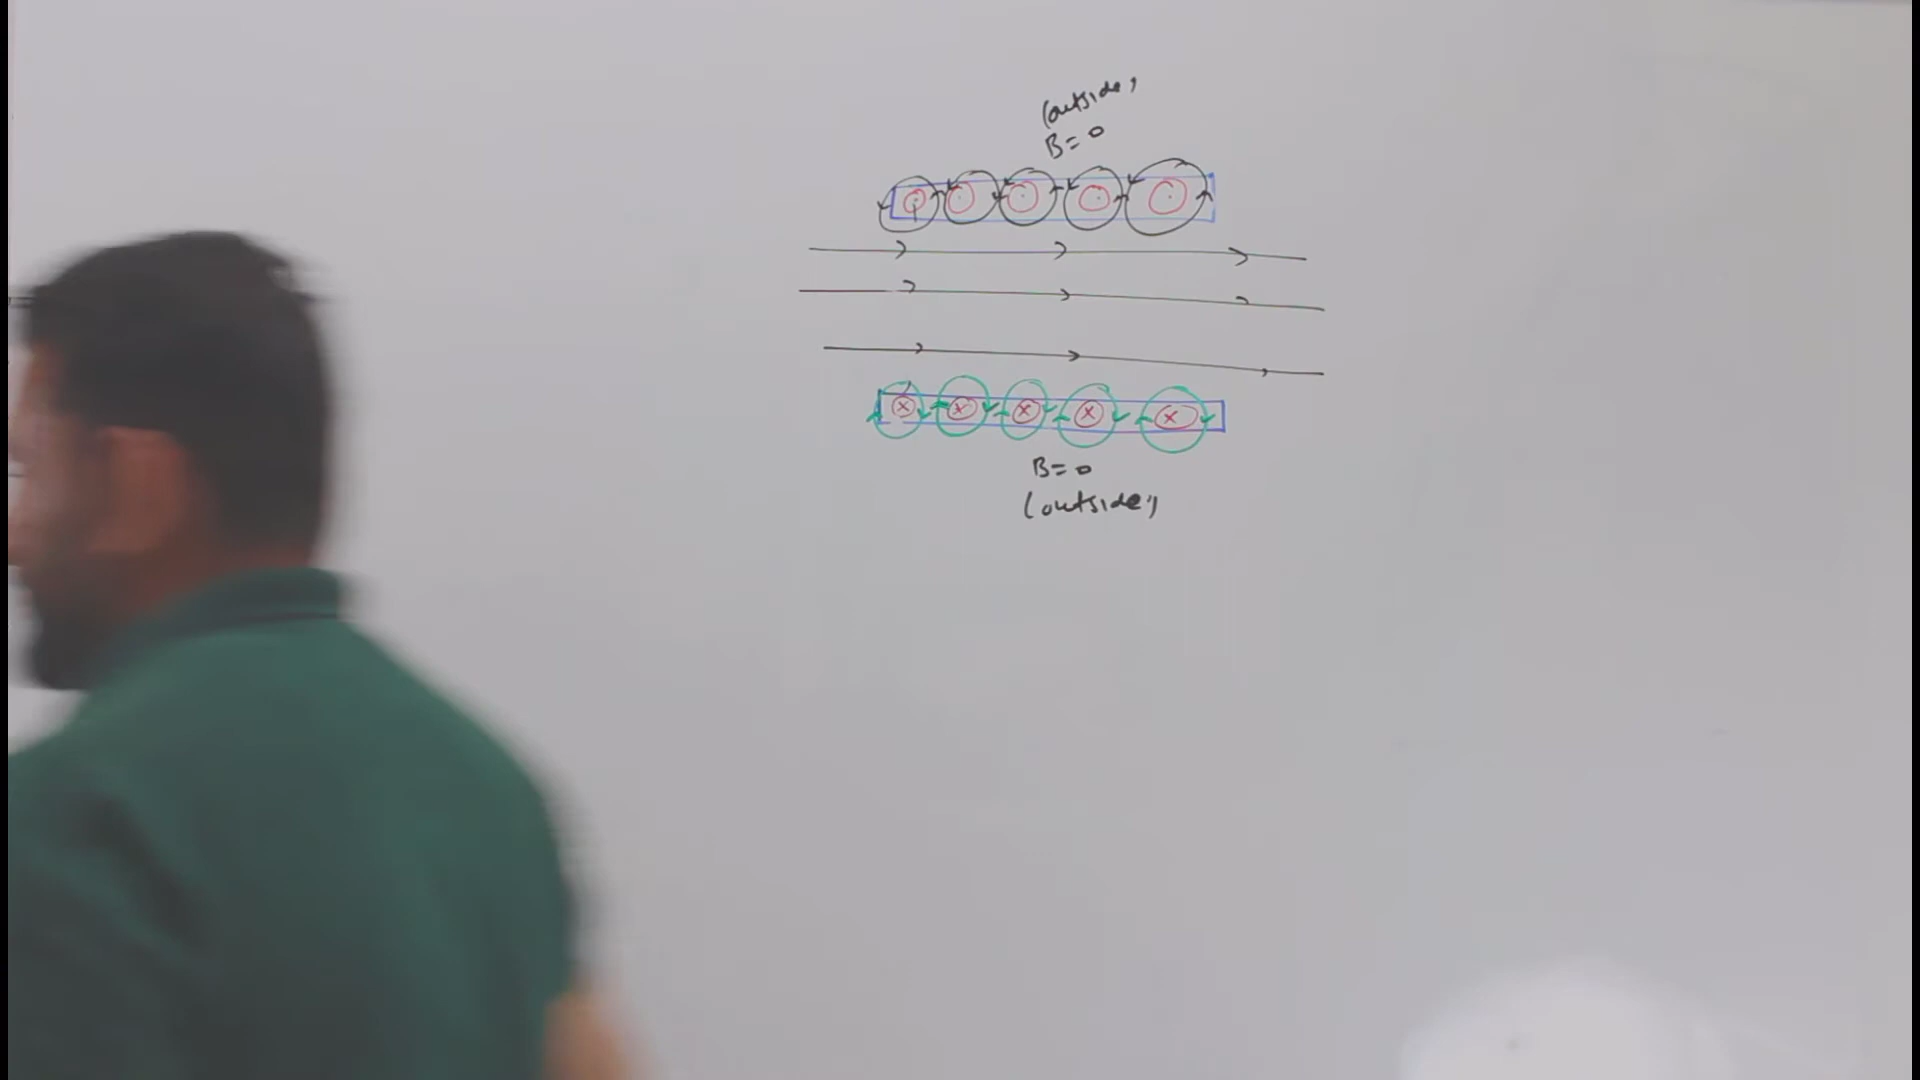 (outside)
B = 0
x x x x x
B = 0
(outside)